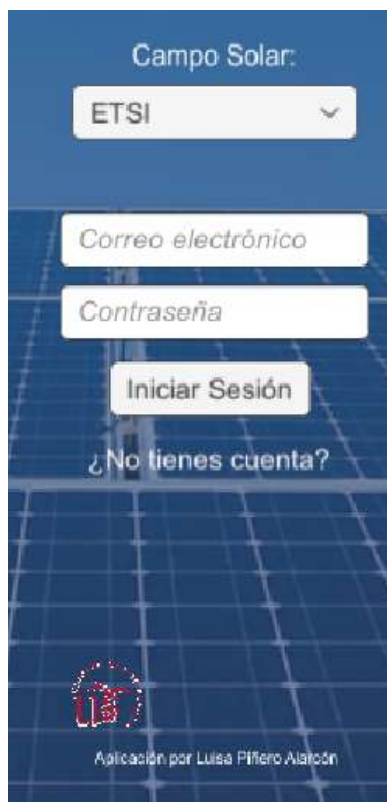 Campo Solar:
ETSI
Correo electrónico
Contraseña
Iniciar Sesión
¿No tienes cuenta?
Aplicación por Luisa Piñero Alarcón